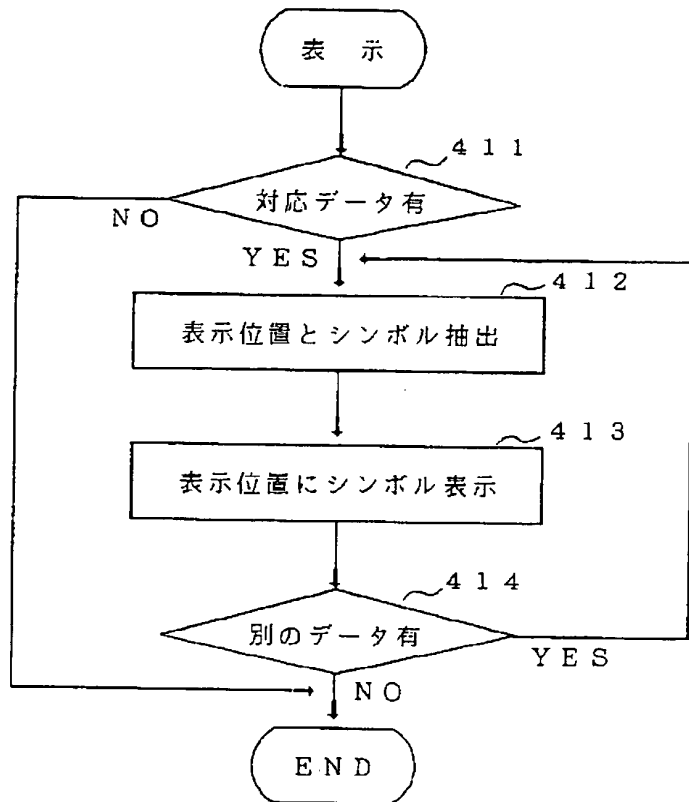 表 示
411
対応データ有
NO
YES
412
表示位置とシンボル抽出
413
表示位置にシンボル表示
414
別のデータ有
YES
NO
END